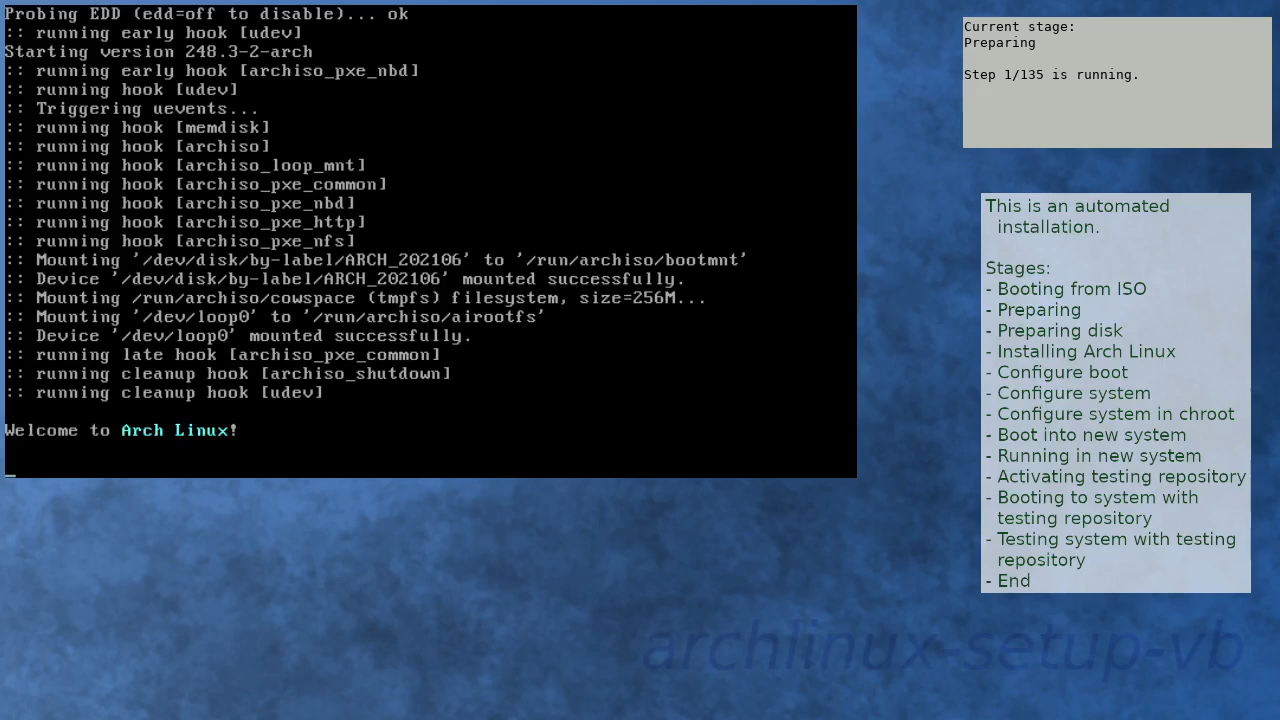 Probing EDD (edd=off to disable)... ok
:: running early hook [udev]
Starting version 248.3-2-arch
:: running early hook [archiso_pxe_nbd]
:: running hook [udev]
:: Triggering uevents...
:: running hook [memdisk]
:: running hook [archiso]
:: running hook [archiso_loop_mnt]
:: running hook [archiso_pxe_common]
:: running hook [archiso_pxe_nbd]
:: running hook [archiso_pxe_http]
:: running hook [archiso_pxe_nfs]
:: Mounting '/dev/disk/by-label/ARCH_202106' to '/run/archiso/bootmnt'
:: Device '/dev/disk/by-label/ARCH_202106' mounted successfully.
:: Mounting /run/archiso/cowspace (tmpfs) filesystem, size=256M...
:: Mounting '/dev/loop0' to '/run/archiso/airootfs'
:: Device '/dev/loop0' mounted successfully.
:: running late hook [archiso_pxe_common]
:: running cleanup hook [archiso_shutdown]
:: running cleanup hook [udev]
Welcome to Arch Linux!
_
Current stage:
Preparing
Step 1/135 is running.
This is an automated
installation.
Stages:
- Booting from ISO
- Preparing
- Preparing disk
- Installing Arch Linux
- Configure boot
- Configure system
- Configure system in chroot
- Boot into new system
- Running in new system
- Activating testing repository
- Booting to system with
testing repository
- Testing system with testing
repository
- End
archlinux-setup-vb